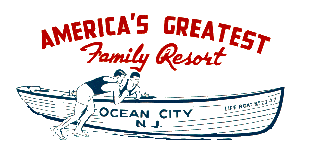 AMERICA'S GREATEST
Family Resort
OCEAN CITY
N.J.